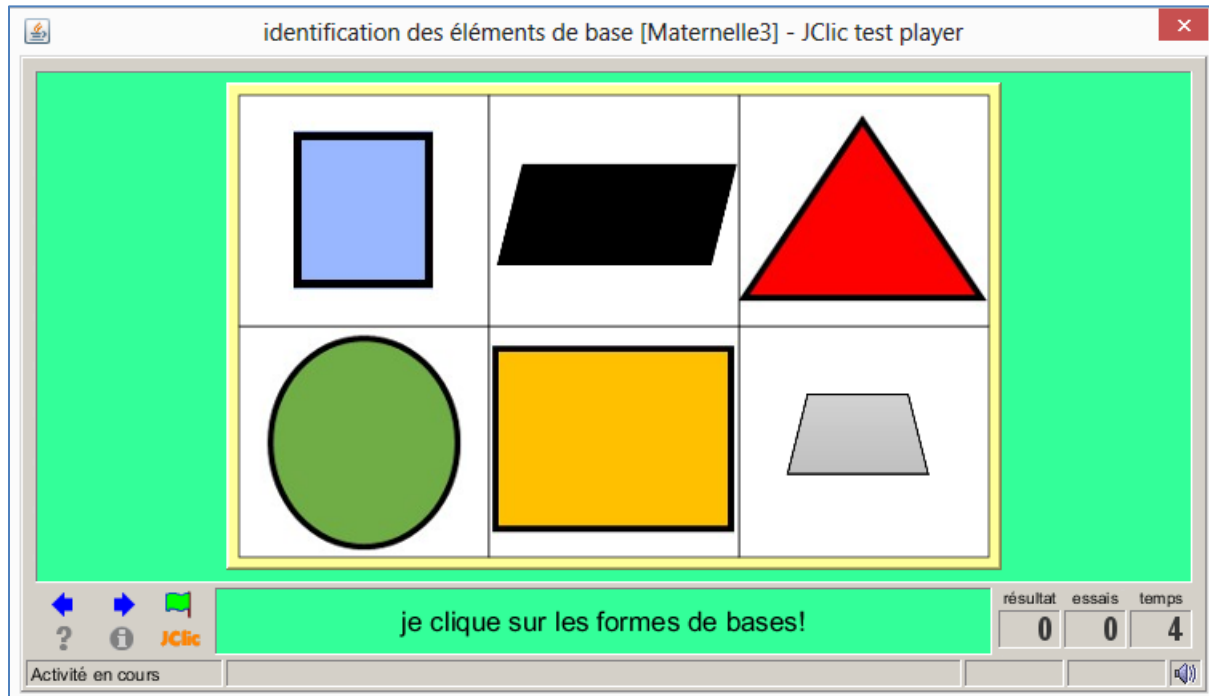 identification des éléments de base [Maternelle3] - JClic test player
je clique sur les formes de bases!
résultat essais temps
0 0 4
? i JClic
Activité en cours